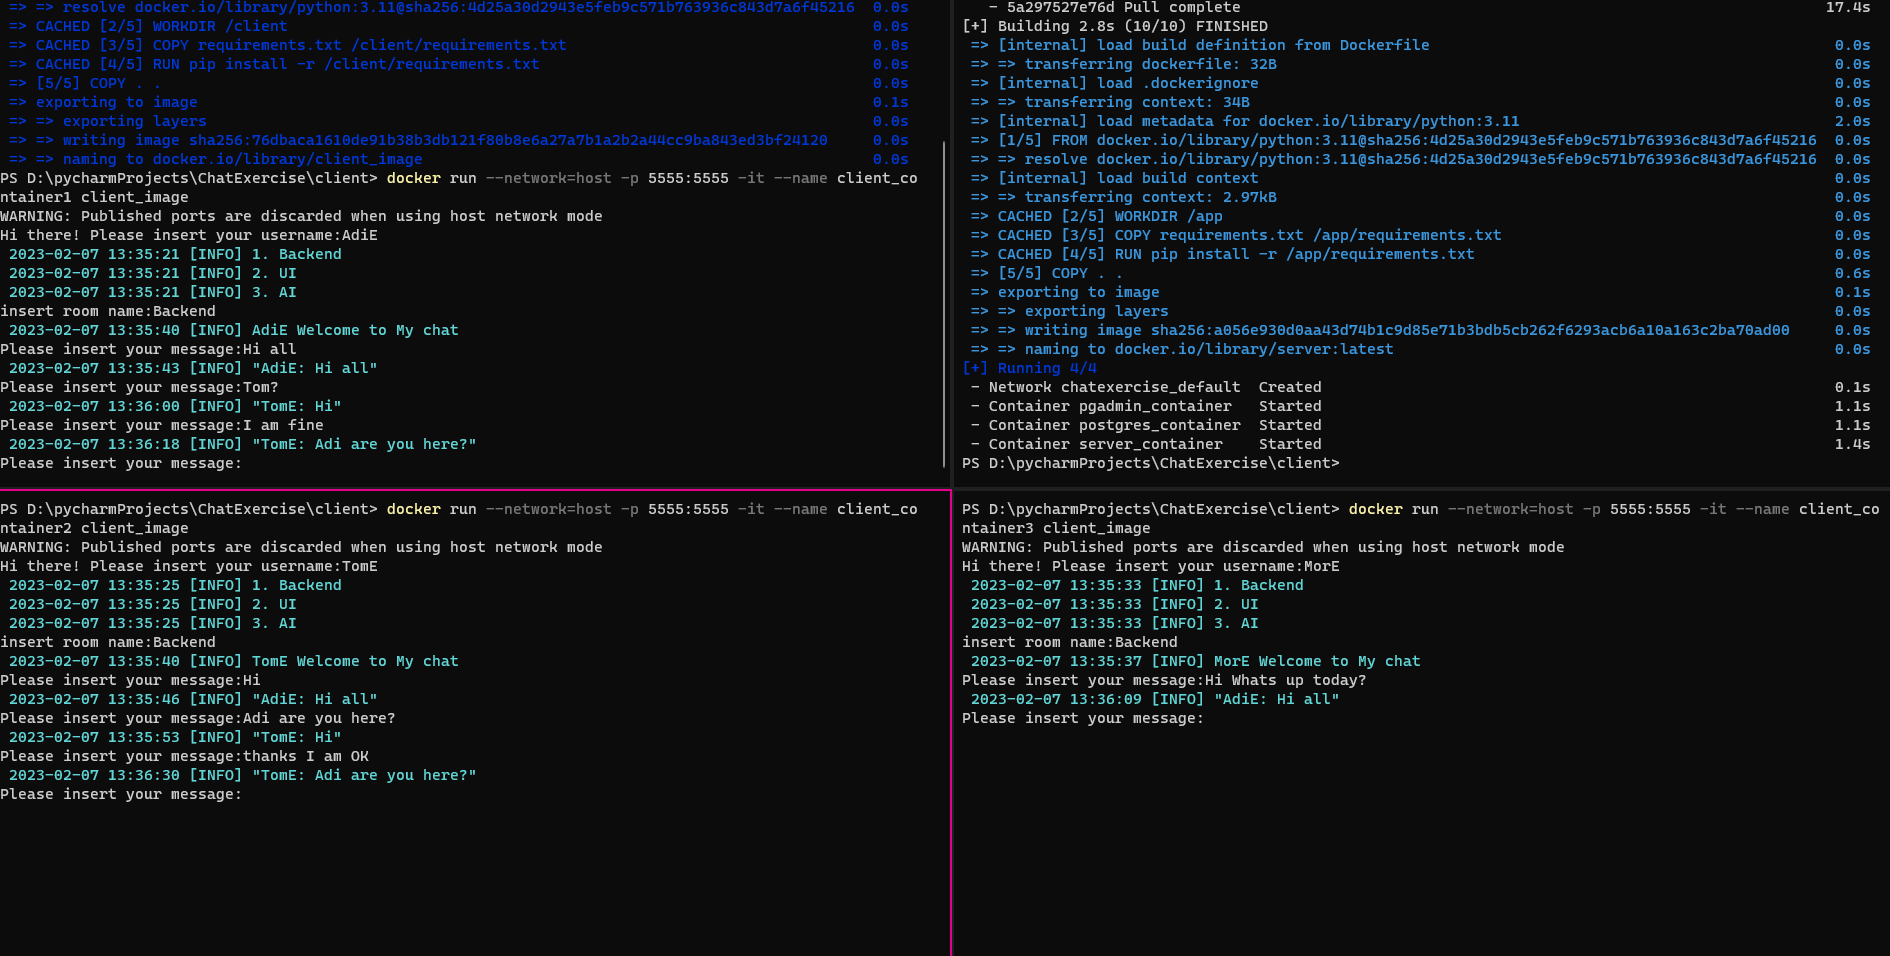 => => resolve docker.io/library/python:3.11@sha256:4d25a30d2943e5feb9c571b763936c843d7a6f45216 0.0s
=> CACHED [2/5] WORKDIR /client 0.0s
=> CACHED [3/5] COPY requirements.txt /client/requirements.txt 0.0s
=> CACHED [4/5] RUN pip install -r /client/requirements.txt 0.0s
=> [5/5] COPY . . 0.0s
=> exporting to image 0.1s
=> => exporting layers 0.0s
=> => writing image sha256:76dbaca1610de91b38b3db121f80b8e6a27a7b1a2b2a44cc9ba843ed3bf24120 0.0s
=> => naming to docker.io/library/client_image 0.0s
PS D:\pycharmProjects\ChatExercise\client> docker run --network=host -p 5555:5555 -it --name client_co
ntainer1 client_image
WARNING: Published ports are discarded when using host network mode
Hi there! Please insert your username:AdiE
2023-02-07 13:35:21 [INFO] 1. Backend
2023-02-07 13:35:21 [INFO] 2. UI
2023-02-07 13:35:21 [INFO] 3. AI
insert room name:Backend
2023-02-07 13:35:40 [INFO] AdiE Welcome to My chat
Please insert your message:Hi all
2023-02-07 13:35:43 [INFO] "AdiE: Hi all"
Please insert your message:Tom?
2023-02-07 13:36:00 [INFO] "TomE: Hi"
Please insert your message:I am fine
2023-02-07 13:36:18 [INFO] "TomE: Adi are you here?"
Please insert your message:
- 5a297527e76d Pull complete 17.4s
[+] Building 2.8s (10/10) FINISHED
=> [internal] load build definition from Dockerfile 0.0s
=> => transferring dockerfile: 32B 0.0s
=> [internal] load .dockerignore 0.0s
=> => transferring context: 34B 0.0s
=> [internal] load metadata for docker.io/library/python:3.11 2.0s
=> [1/5] FROM docker.io/library/python:3.11@sha256:4d25a30d2943e5feb9c571b763936c843d7a6f45216 0.0s
=> => resolve docker.io/library/python:3.11@sha256:4d25a30d2943e5feb9c571b763936c843d7a6f45216 0.0s
=> [internal] load build context 0.0s
=> => transferring context: 2.97kB 0.0s
=> CACHED [2/5] WORKDIR /app 0.0s
=> CACHED [3/5] COPY requirements.txt /app/requirements.txt 0.0s
=> CACHED [4/5] RUN pip install -r /app/requirements.txt 0.0s
=> [5/5] COPY . . 0.6s
=> exporting to image 0.1s
=> => exporting layers 0.0s
=> => writing image sha256:a056e930d0aa43d74b1c9d85e71b3bdb5cb262f6293acb6a10a163c2ba70ad00 0.0s
=> => naming to docker.io/library/server:latest 0.0s
[+] Running 4/4
- Network chatexercise_default Created 0.1s
- Container pgadmin_container Started 1.1s
- Container postgres_container Started 1.1s
- Container server_container Started 1.4s
PS D:\pycharmProjects\ChatExercise\client>
PS D:\pycharmProjects\ChatExercise\client> docker run --network=host -p 5555:5555 -it --name client_co
ntainer2 client_image
WARNING: Published ports are discarded when using host network mode
Hi there! Please insert your username:TomE
2023-02-07 13:35:25 [INFO] 1. Backend
2023-02-07 13:35:25 [INFO] 2. UI
2023-02-07 13:35:25 [INFO] 3. AI
insert room name:Backend
2023-02-07 13:35:40 [INFO] TomE Welcome to My chat
Please insert your message:Hi
2023-02-07 13:35:46 [INFO] "AdiE: Hi all"
Please insert your message:Adi are you here?
2023-02-07 13:35:53 [INFO] "TomE: Hi"
Please insert your message:thanks I am OK
2023-02-07 13:36:30 [INFO] "TomE: Adi are you here?"
Please insert your message:
PS D:\pycharmProjects\ChatExercise\client> docker run --network=host -p 5555:5555 -it --name client_co
ntainer3 client_image
WARNING: Published ports are discarded when using host network mode
Hi there! Please insert your username:MorE
2023-02-07 13:35:33 [INFO] 1. Backend
2023-02-07 13:35:33 [INFO] 2. UI
2023-02-07 13:35:33 [INFO] 3. AI
insert room name:Backend
2023-02-07 13:35:37 [INFO] MorE Welcome to My chat
Please insert your message:Hi Whats up today?
2023-02-07 13:36:09 [INFO] "AdiE: Hi all"
Please insert your message: